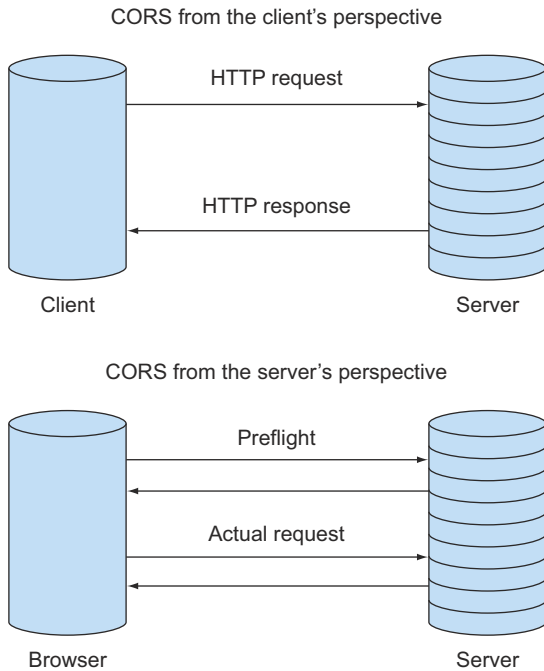 CORS from the client's perspective
HTTP request
HTTP response
Client
Server
CORS from the server's perspective
Preflight
Actual request
Browser
Server